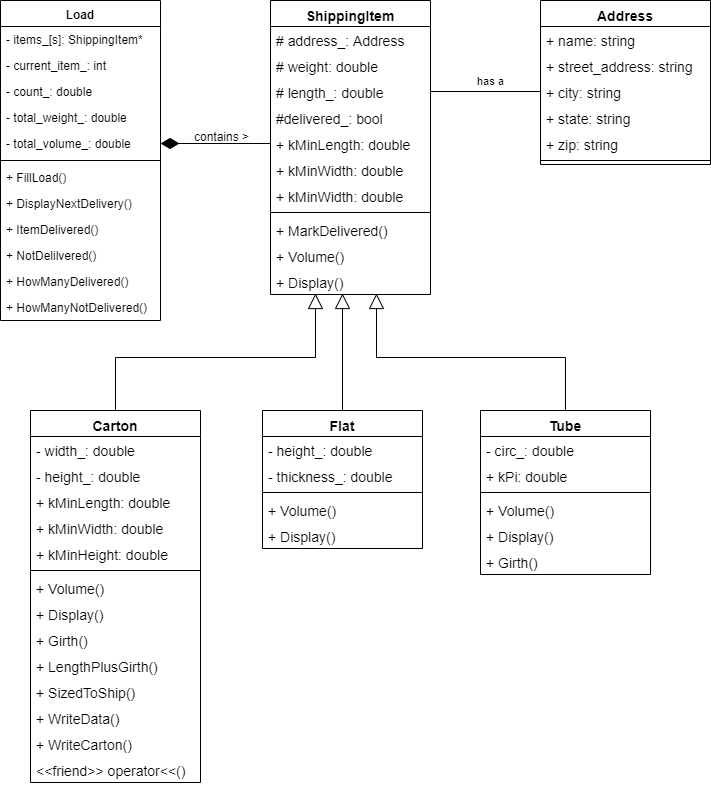 Load
- items_[s]: ShippingItem*
- current_item_: int
- count_: double
- total_weight_: double
- total_volume_: double
+ FillLoad()
+ DisplayNextDelivery()
+ ItemDelivered()
+ NotDelilvered()
+ HowManyDelivered()
+ HowManyNotDelivered()
contains >
ShippingItem
# address_: Address
# weight: double
# length_: double
#delivered_: bool
+ kMinLength: double
+ kMinWidth: double
+ kMinWidth: double
+ MarkDelivered()
+ Volume()
+ Display()
has a
Address
+ name: string
+ street_address: string
+ city: string
+ state: string
+ zip: string
Carton
- width_: double
- height_: double
+ kMinLength: double
+ kMinWidth: double
+ kMinHeight: double
+ Volume()
+ Display()
+ Girth()
+ LengthPlusGirth()
+ SizedToShip()
+ WriteData()
+ WriteCarton()
<<friend>> operator<<()
Flat
- height_: double
- thickness_: double
+ Volume()
+ Display()
Tube
- circ_: double
+ kPi: double
+ Volume()
+ Display()
+ Girth()